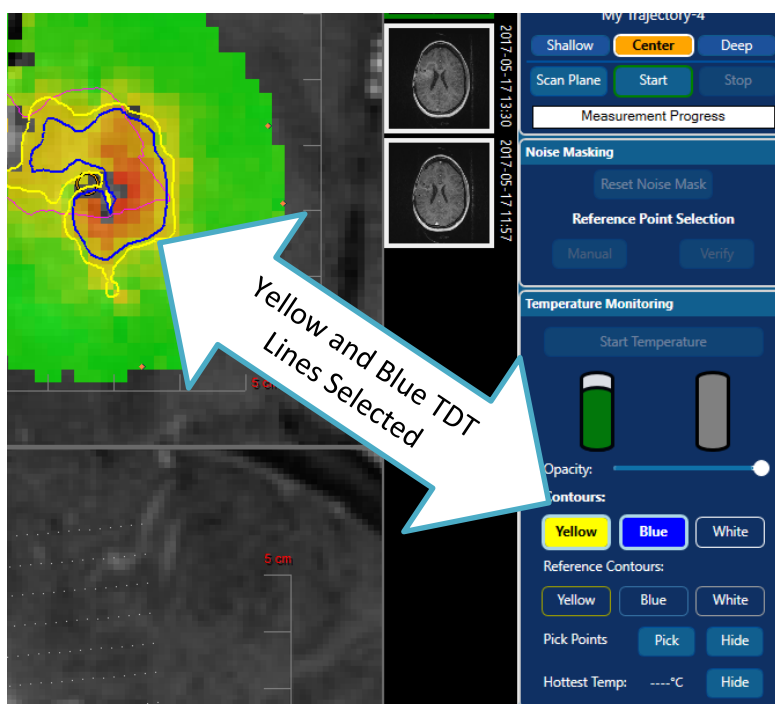 My Trajectory-4
Shallow Center Deep
Scan Plane Start Stop
Measurement Progress
2017-05-17 13:30
2017-05-17 11:57
Noise Masking
Reset Noise Mask
Reference Point Selection
Manual Verify
Temperature Monitoring
Start Temperature
Yellow and Blue TDT
Lines Selected
5 cm
Opacity:
Contours:
Yellow Blue White
Reference Contours:
5 cm
Yellow Blue White
Pick Points Pick Hide
Hottest Temp: ----°C Hide